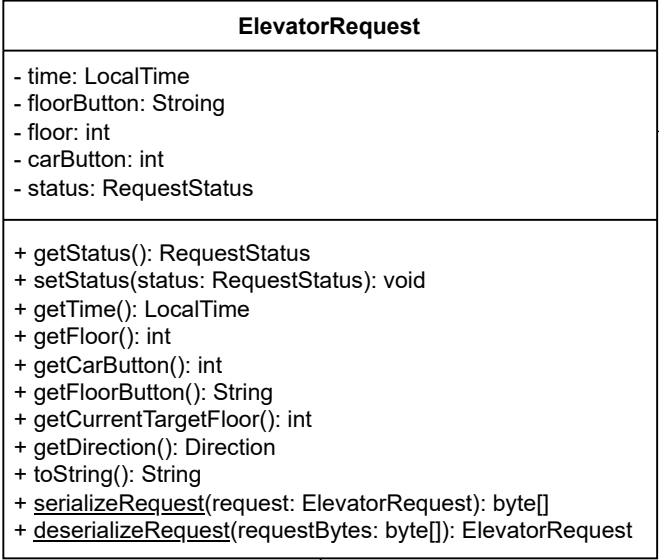 ElevatorRequest
- time: LocalTime
- floorButton: Stroing
- floor: int
- carButton: int
- status: RequestStatus
+ getStatus(): RequestStatus
+ setStatus(status: RequestStatus): void
+ getTime(): LocalTime
+ getFloor(): int
+ getCarButton(): int
+ getFloorButton(): String
+ getCurrentTargetFloor(): int
+ getDirection(): Direction
+ toString(): String
+ serializeRequest(request: ElevatorRequest): byte[]
+ deserializeRequest(requestBytes: byte[]): ElevatorRequest